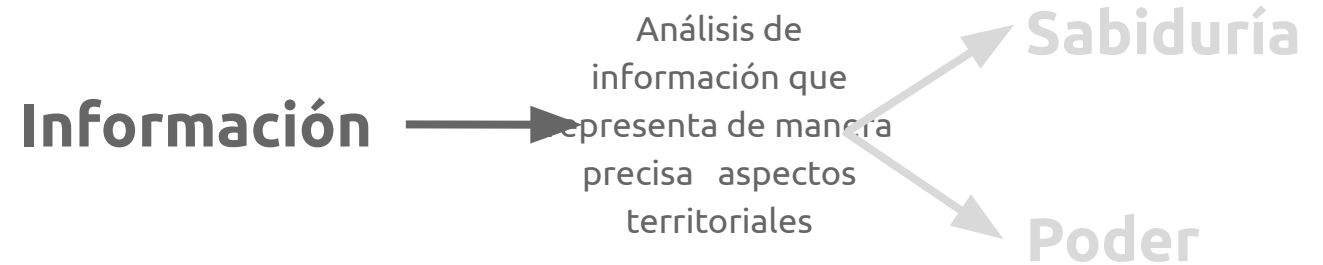 Información
Análisis de
información que
representa de manera
precisa aspectos
territoriales
Sabiduría
Poder